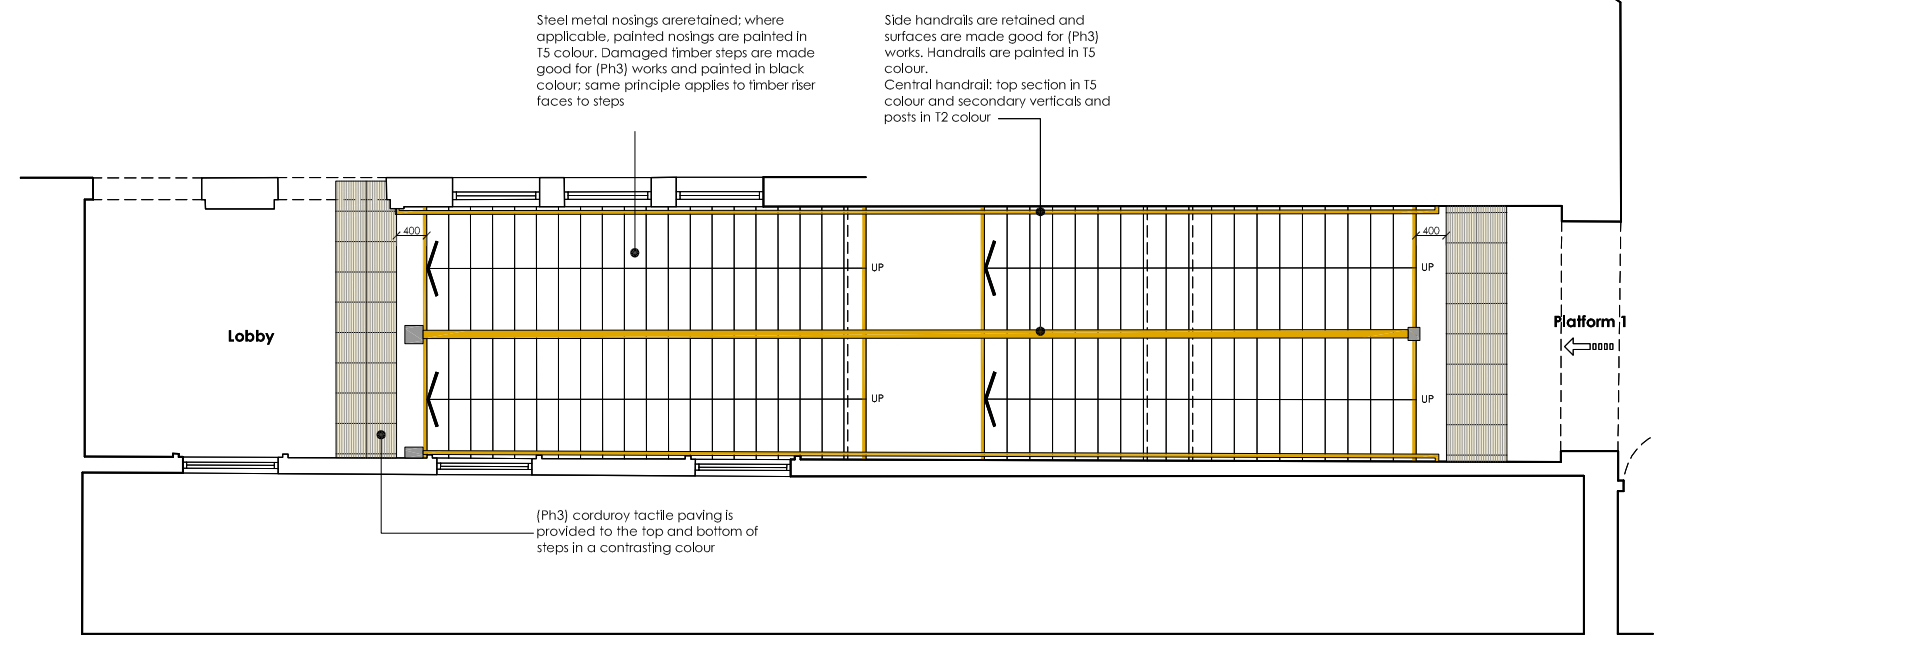 Steel metal nosings areretained; where
applicable, painted nosings are painted in
T5 colour. Damaged timber steps are made
good for (Ph3) works and painted in black
colour; same principle applies to timber riser
faces to steps
Side handrails are retained and
surfaces are made good for (Ph3)
works. Handrails are painted in T5
colour.
Central handrail: top section in T5
colour and secondary verticals and
posts in T2 colour
400
400
UP
UP
Lobby
Platform 1
UP
UP
(Ph3) corduroy tactile paving is
provided to the top and bottom of
steps in a contrasting colour